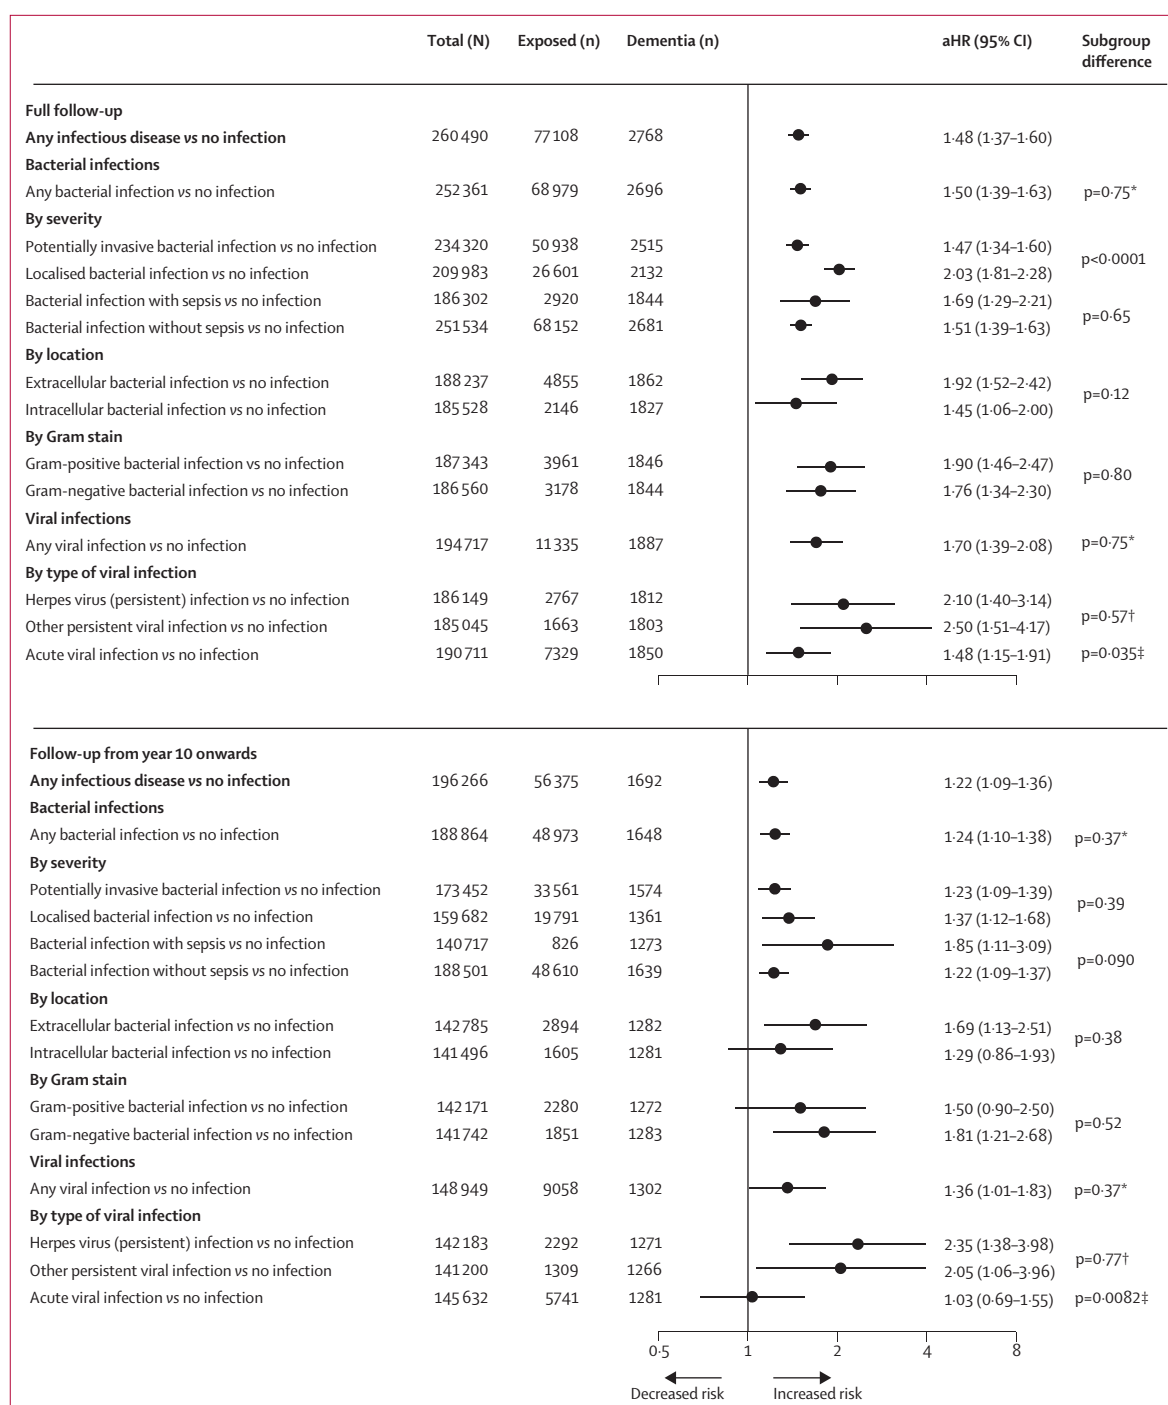 Total (N) Exposed (n) Dementia (n) aHR (95% CI) Subgroup
difference
Full follow-up
Any infectious disease vs no infection 260 490 77 108 2768 1·48 (1·37–1·60)
Bacterial infections
Any bacterial infection vs no infection 252 361 68 979 2696 1·50 (1·39–1·63) p=0·75*
By severity
Potentially invasive bacterial infection vs no infection 234 320 50 938 2515 1·47 (1·34–1·60)
p<0·0001
Localised bacterial infection vs no infection 209 983 26 601 2132 2·03 (1·81–2·28)
Bacterial infection with sepsis vs no infection 186 302 2920 1844 1·69 (1·29–2·21)
p=0·65
Bacterial infection without sepsis vs no infection 251 534 68 152 2681 1·51 (1·39–1·63)
By location
Extracellular bacterial infection vs no infection 188 237 4855 1862 1·92 (1·52–2·42)
p=0·12
Intracellular bacterial infection vs no infection 185 528 2146 1827 1·45 (1·06–2·00)
By Gram stain
Gram-positive bacterial infection vs no infection 187 343 3961 1846 1·90 (1·46–2·47)
p=0·80
Gram-negative bacterial infection vs no infection 186 560 3178 1844 1·76 (1·34–2·30)
Viral infections
Any viral infection vs no infection 194 717 11 335 1887 1·70 (1·39–2·08) p=0·75*
By type of viral infection
Herpes virus (persistent) infection vs no infection 186 149 2767 1812 2·10 (1·40–3·14)
p=0·57†
Other persistent viral infection vs no infection 185 045 1663 1803 2·50 (1·51–4·17)
Acute viral infection vs no infection 190 711 7329 1850 1·48 (1·15–1·91) p=0·035‡
Follow-up from year 10 onwards
Any infectious disease vs no infection 196 266 56 375 1692 1·22 (1·09–1·36)
Bacterial infections
Any bacterial infection vs no infection 188 864 48 973 1648 1·24 (1·10–1·38) p=0·37*
By severity
Potentially invasive bacterial infection vs no infection 173 452 33 561 1574 1·23 (1·09–1·39)
p=0·39
Localised bacterial infection vs no infection 159 682 19 791 1361 1·37 (1·12–1·68)
Bacterial infection with sepsis vs no infection 140 717 826 1273 1·85 (1·11–3·09)
p=0·090
Bacterial infection without sepsis vs no infection 188 501 48 610 1639 1·22 (1·09–1·37)
By location
Extracellular bacterial infection vs no infection 142 785 2894 1282 1·69 (1·13–2·51)
p=0·38
Intracellular bacterial infection vs no infection 141 496 1605 1281 1·29 (0·86–1·93)
By Gram stain
Gram-positive bacterial infection vs no infection 142 171 2280 1272 1·50 (0·90–2·50)
p=0·52
Gram-negative bacterial infection vs no infection 141 742 1851 1283 1·81 (1·21–2·68)
Viral infections
Any viral infection vs no infection 148 949 9058 1302 1·36 (1·01–1·83) p=0·37*
By type of viral infection
Herpes virus (persistent) infection vs no infection 142 183 2292 1271 2·35 (1·38–3·98)
p=0·77†
Other persistent viral infection vs no infection 141 200 1309 1266 2·05 (1·06–3·96)
Acute viral infection vs no infection 145 632 5741 1281 1·03 (0·69–1·55) p=0·0082‡
0·5 1 2 4 8
Decreased risk Increased risk